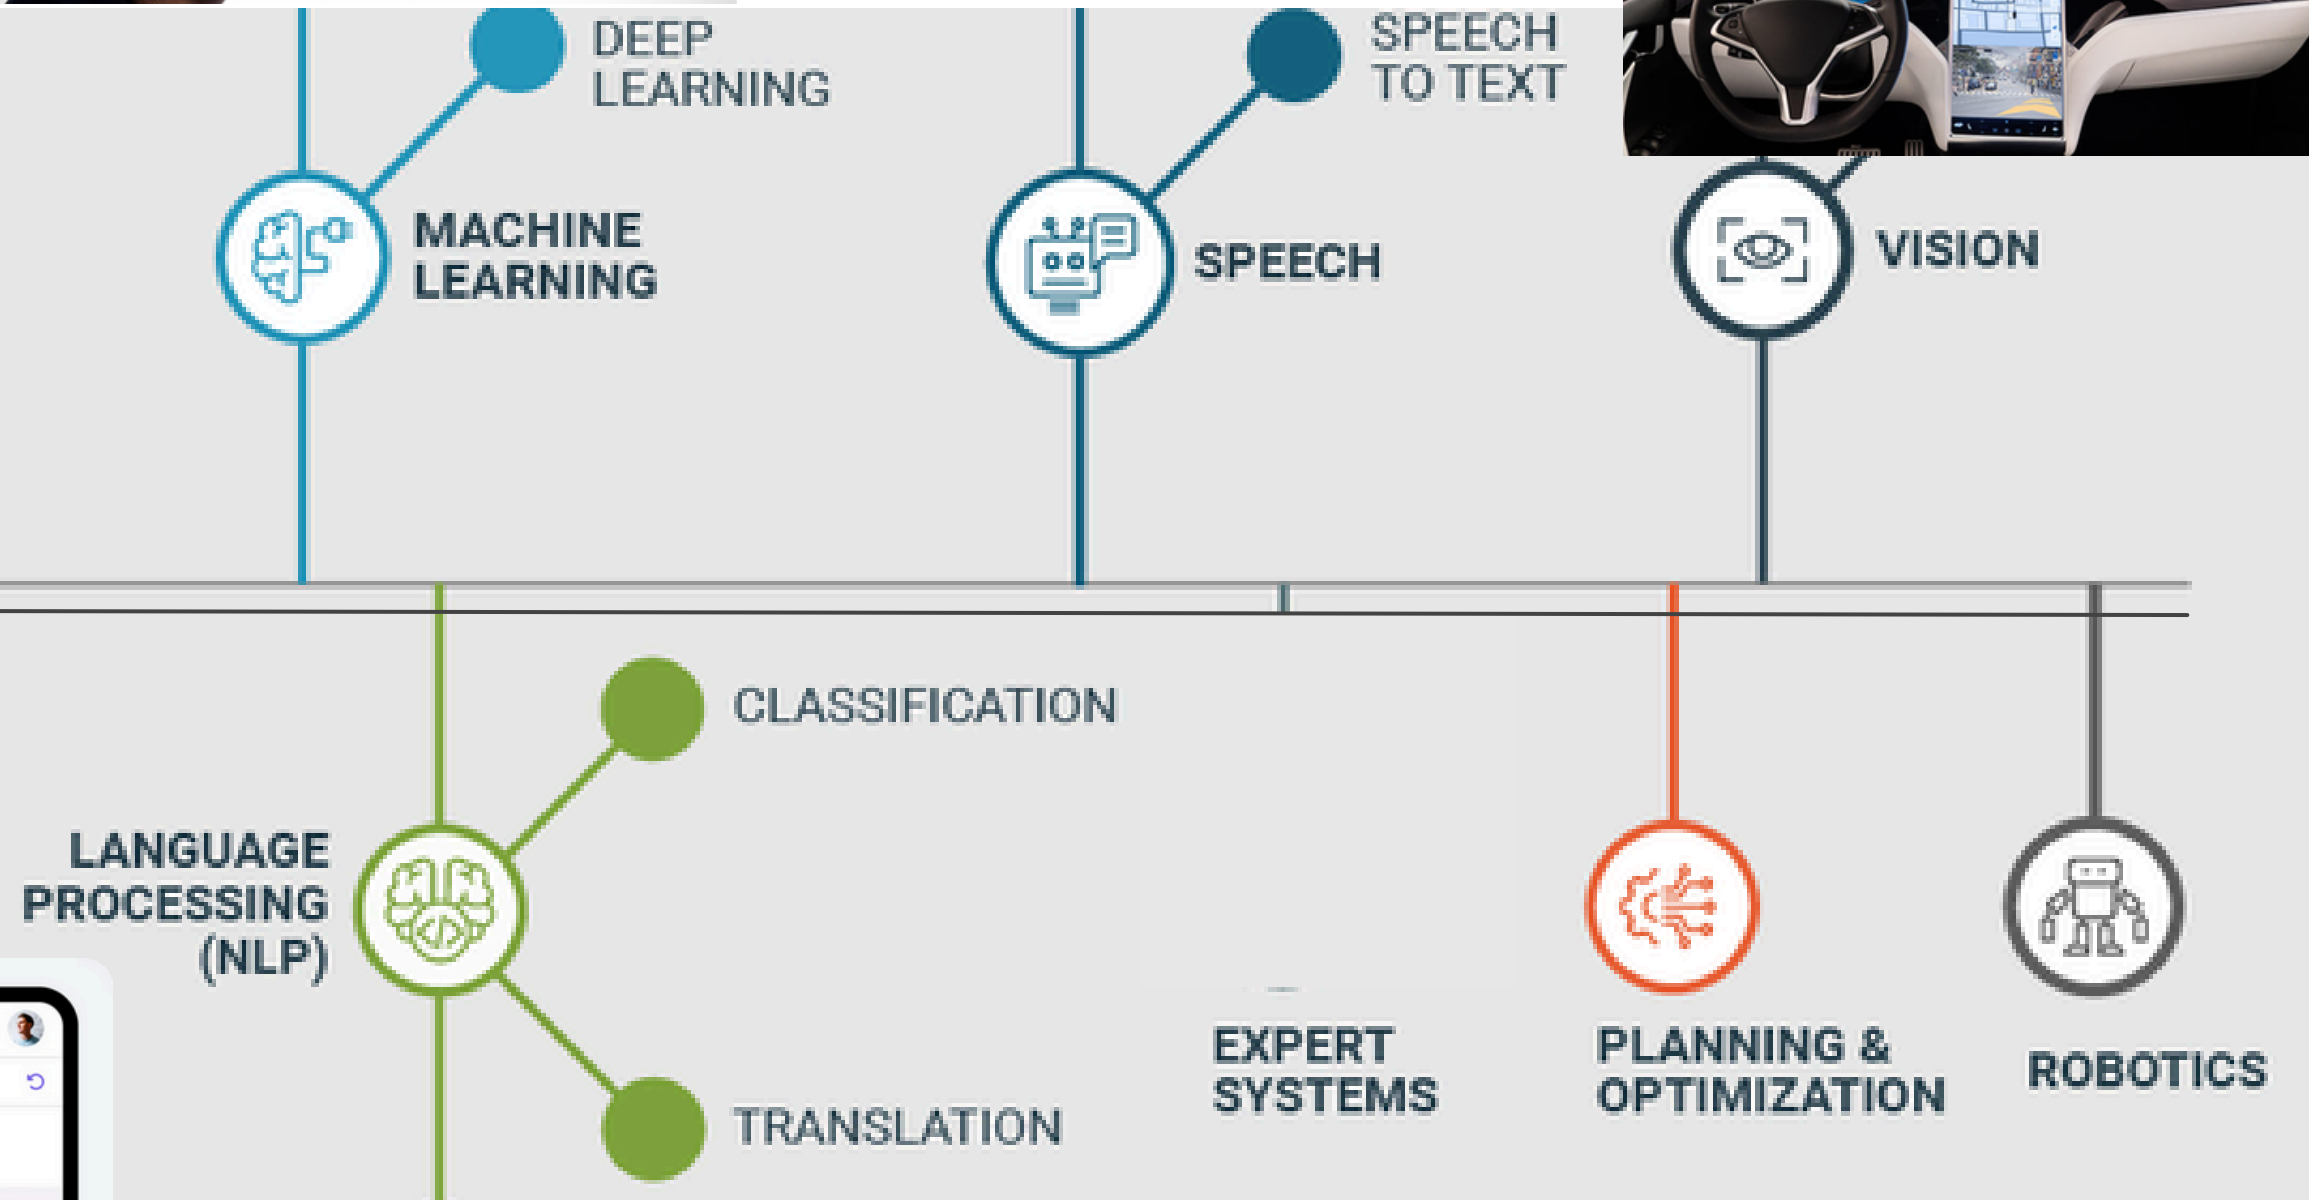 DEEP
LEARNING
SPEECH
TO TEXT
MACHINE
LEARNING
SPEECH
VISION
CLASSIFICATION
LANGUAGE
PROCESSING
(NLP)
EXPERT
SYSTEMS
PLANNING &
OPTIMIZATION
ROBOTICS
TRANSLATION